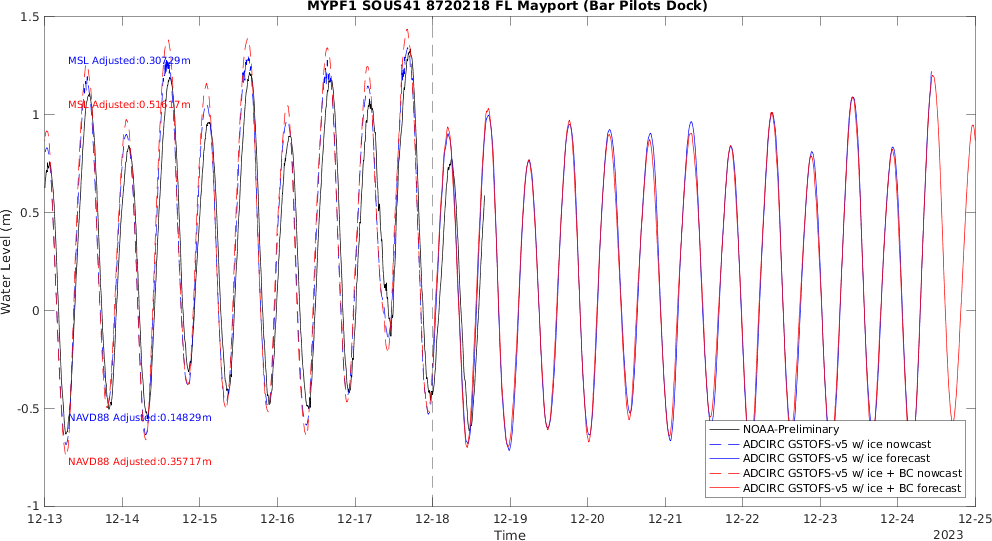 MYPF1 SOUS41 8720218 FL Mayport (Bar Pilots Dock)
1.5
1
0.5
0
-0.5
-1
Water Level (m)
MSL Adjusted:0.30729m
MSL Adjusted:0.51617m
NAVD88 Adjusted:0.14829m
NAVD88 Adjusted:0.35717m
NOAA-Preliminary
ADCIRC GSTOFS-v5 w/ ice nowcast
ADCIRC GSTOFS-v5 w/ ice forecast
ADCIRC GSTOFS-v5 w/ ice + BC nowcast
ADCIRC GSTOFS-v5 w/ ice + BC forecast
12-13 12-14 12-15 12-16 12-17 12-18 12-19 12-20 12-21 12-22 12-23 12-24 12-25
Time
2023